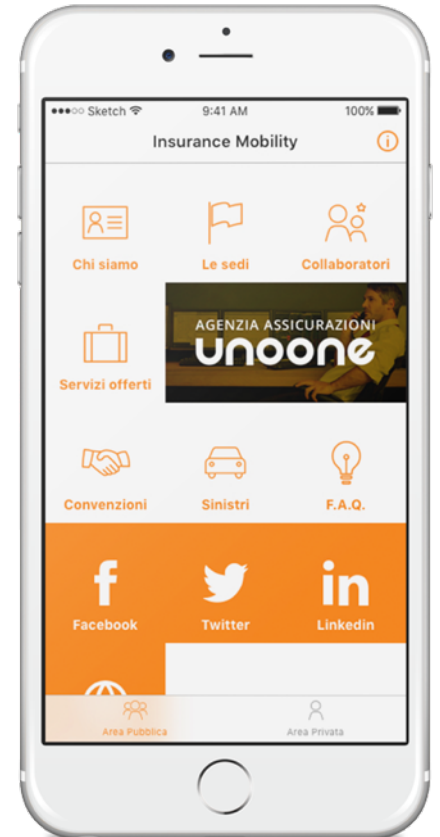 Sketch 9:41 AM 100%
Insurance Mobility
Chi siamo Le sedi Collaboratori
AGENZIA ASSICURAZIONI
unoone
Servizi offerti
Convenzioni Sinistri F.A.Q.
Facebook Twitter Linkedin
Area Pubblica Area Privata